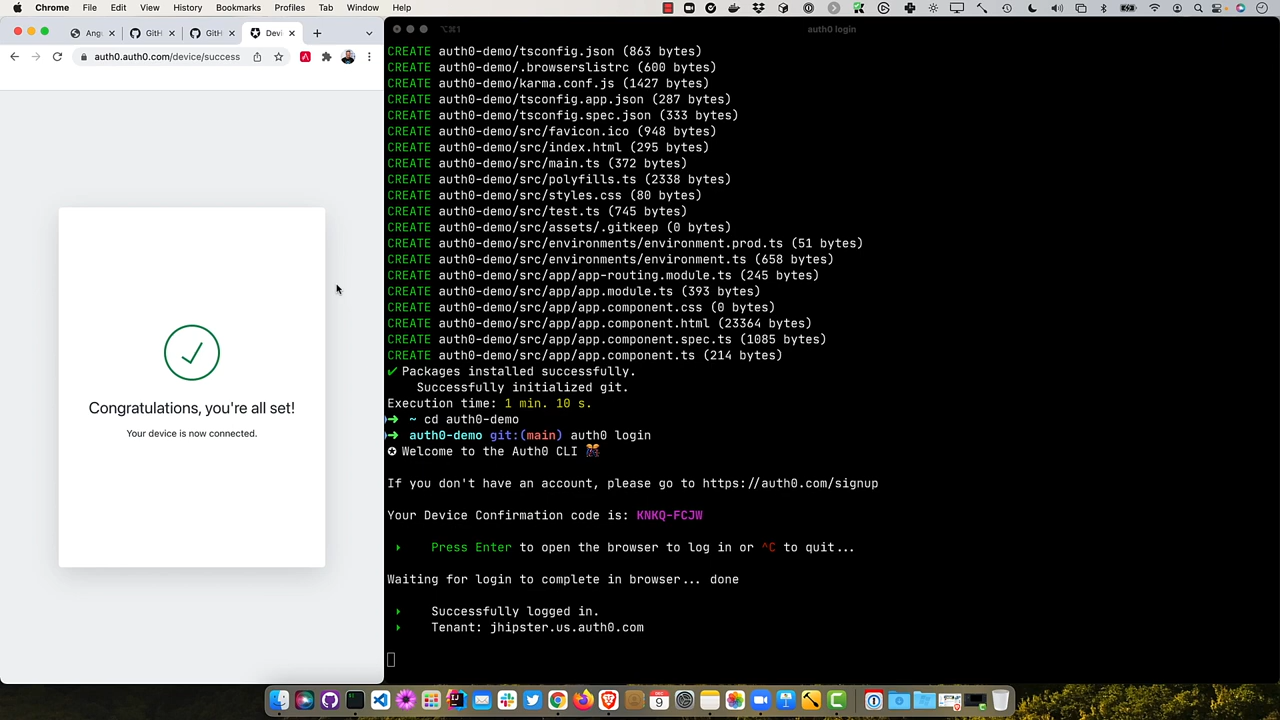 Chrome File Edit View History Bookmarks Profiles Tab Window Help
Ang
GitH
GitH
Devi
auth0.auth0.com/device/success
Congratulations, you're all set!
Your device is now connected.
⌥⌘1
auth0 login
CREATE auth0-demo/tsconfig.json (863 bytes)
CREATE auth0-demo/.browserslistrc (600 bytes)
CREATE auth0-demo/karma.conf.js (1427 bytes)
CREATE auth0-demo/tsconfig.app.json (287 bytes)
CREATE auth0-demo/tsconfig.spec.json (333 bytes)
CREATE auth0-demo/src/favicon.ico (948 bytes)
CREATE auth0-demo/src/index.html (295 bytes)
CREATE auth0-demo/src/main.ts (372 bytes)
CREATE auth0-demo/src/polyfills.ts (2338 bytes)
CREATE auth0-demo/src/styles.css (80 bytes)
CREATE auth0-demo/src/test.ts (745 bytes)
CREATE auth0-demo/src/assets/.gitkeep (0 bytes)
CREATE auth0-demo/src/environments/environment.prod.ts (51 bytes)
CREATE auth0-demo/src/environments/environment.ts (658 bytes)
CREATE auth0-demo/src/app/app-routing.module.ts (245 bytes)
CREATE auth0-demo/src/app/app.module.ts (393 bytes)
CREATE auth0-demo/src/app/app.component.css (0 bytes)
CREATE auth0-demo/src/app/app.component.html (23364 bytes)
CREATE auth0-demo/src/app/app.component.spec.ts (1085 bytes)
CREATE auth0-demo/src/app/app.component.ts (214 bytes)
✔ Packages installed successfully.
Successfully initialized git.
Execution time: 1 min. 10 s.
➜ ~ cd auth0-demo
➜ auth0-demo git:(main) auth0 login
✪ Welcome to the Auth0 CLI 🎊
If you don't have an account, please go to https://auth0.com/signup
Your Device Confirmation code is: KNKQ-FCJW
▸ Press Enter to open the browser to log in or ^C to quit...
Waiting for login to complete in browser... done
▸ Successfully logged in.
▸ Tenant: jhipster.us.auth0.com
9